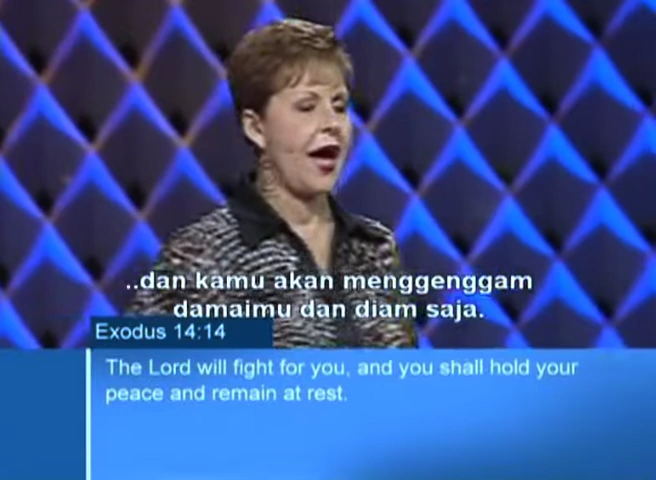 ..dan kamu akan menggenggam
damaimu dan diam saja.
Exodus 14:14
The Lord will fight for you, and you shall hold your
peace and remain at rest.